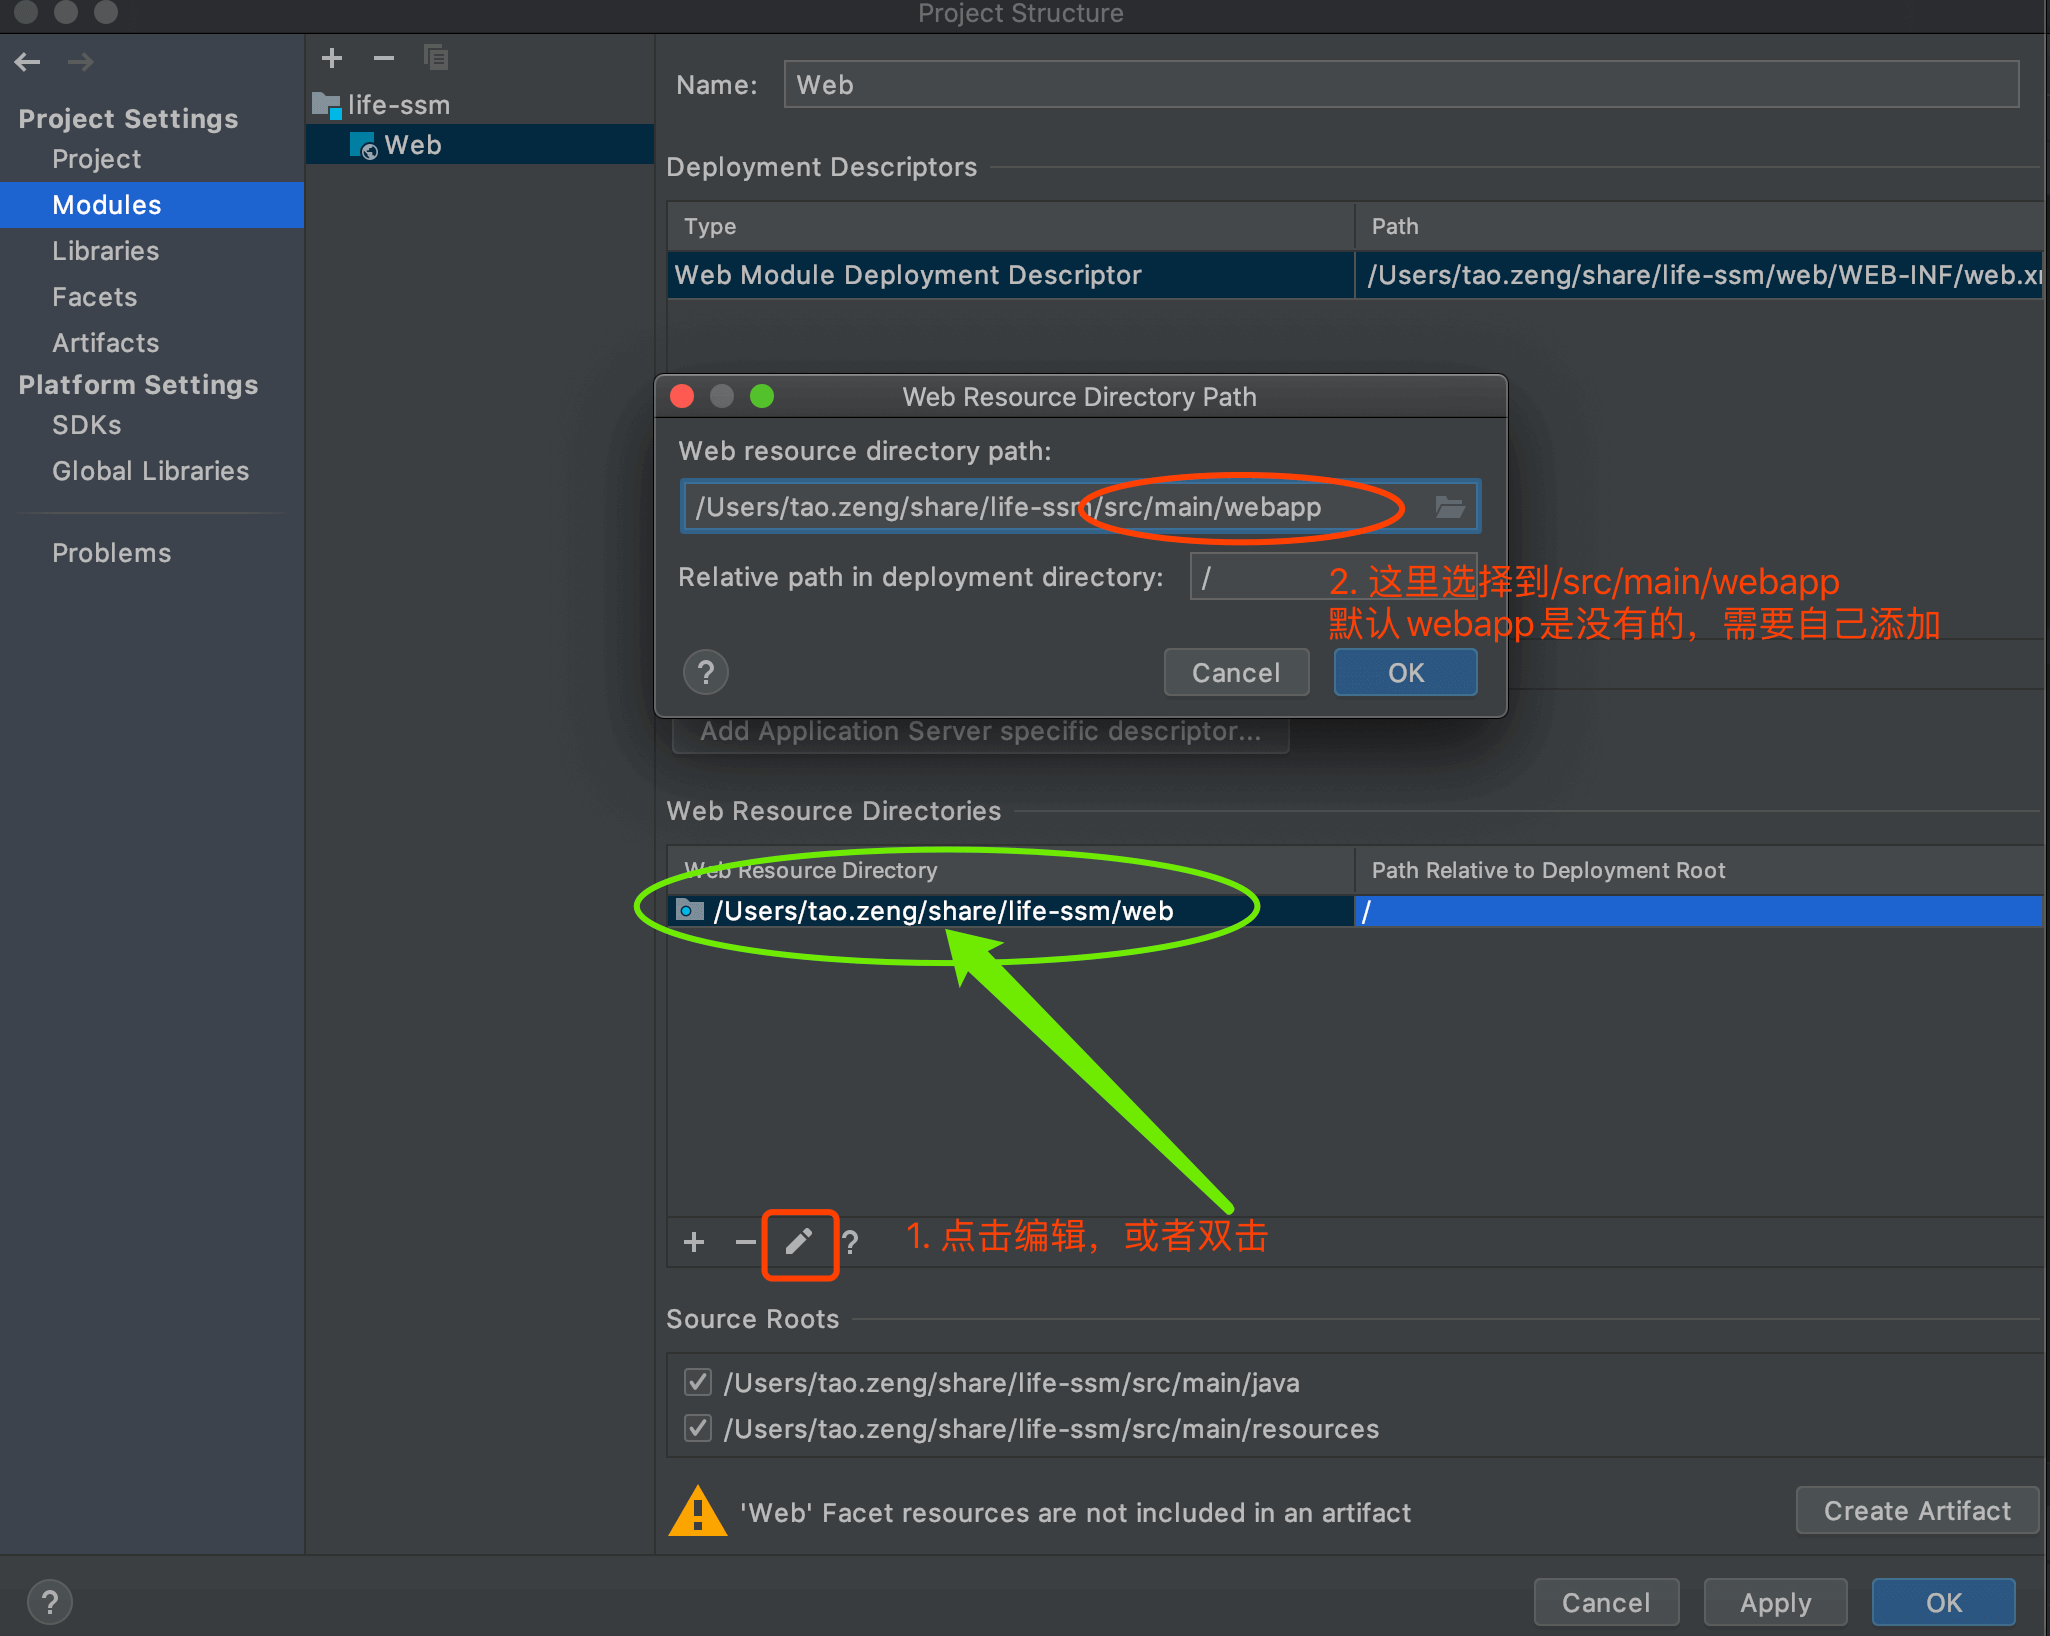 Project Structure
Project Settings
Project
Modules
Libraries
Facets
Artifacts
Platform Settings
SDKs
Global Libraries
Problems
life-ssm
Web
Name:
Web
Deployment Descriptors
Type
Path
Web Module Deployment Descriptor
/Users/tao.zeng/share/life-ssm/web/WEB-INF/web.x
Web Resource Directory Path
Web resource directory path:
/Users/tao.zeng/share/life-ssm/src/main/webapp
Relative path in deployment directory:
/
2. 这里选择到/src/main/webapp
默认webapp是没有的，需要自己添加
?
Cancel
OK
Add Application Server specific descriptor...
Web Resource Directories
Web Resource Directory
Path Relative to Deployment Root
/Users/tao.zeng/share/life-ssm/web
/
?
1. 点击编辑，或者双击
Source Roots
/Users/tao.zeng/share/life-ssm/src/main/java
/Users/tao.zeng/share/life-ssm/src/main/resources
'Web' Facet resources are not included in an artifact
Create Artifact
?
Cancel
Apply
OK